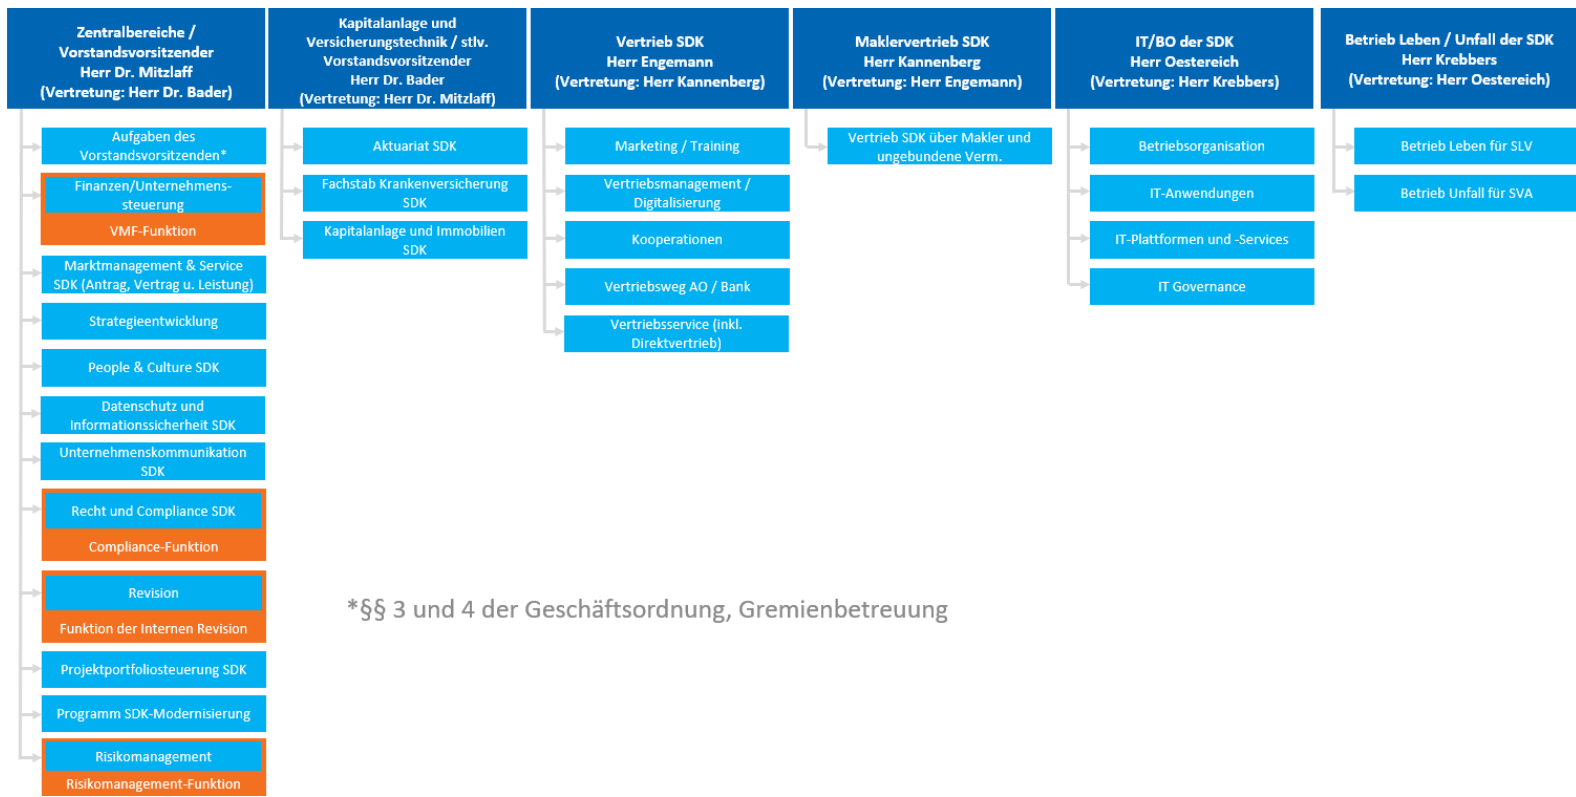 Zentralbereiche /
Vorstandsvorsitzender
Herr Dr. Mitzlaff
(Vertretung: Herr Dr. Bader)
Aufgaben des
Vorstandsvorsitzenden*
Finanzen/Unternehmens-
steuerung
VMF-Funktion
Marktmanagement & Service
SDK (Antrag, Vertrag u. Leistung)
Strategieentwicklung
People & Culture SDK
Datenschutz und
Informationssicherheit SDK
Unternehmenskommunikation
SDK
Recht und Compliance SDK
Compliance-Funktion
Revision
Funktion der Internen Revision
Projektportfoliosteuerung SDK
Programm SDK-Modernisierung
Risikomanagement
Risikomanagement-Funktion
Kapitalanlage und
Versicherungstechnik / stlv.
Vorstandsvorsitzender
Herr Dr. Bader
(Vertretung: Herr Dr. Mitzlaff)
Aktuariat SDK
Fachstab Krankenversicherung
SDK
Kapitalanlage und Immobilien
SDK
Vertrieb SDK
Herr Engemann
(Vertretung: Herr Kannenberg)
Marketing / Training
Vertriebsmanagement /
Digitalisierung
Kooperationen
Vertriebsweg AO / Bank
Vertriebsservice (inkl.
Direktvertrieb)
Maklervertrieb SDK
Herr Kannenberg
(Vertretung: Herr Engemann)
Vertrieb SDK über Makler und
ungebundene Verm.
IT/BO der SDK
Herr Oestereich
(Vertretung: Herr Krebbers)
Betriebsorganisation
IT-Anwendungen
IT-Plattformen und -Services
IT Governance
Betrieb Leben / Unfall der SDK
Herr Krebbers
(Vertretung: Herr Oestereich)
Betrieb Leben für SLV
Betrieb Unfall für SVA
*§§ 3 und 4 der Geschäftsordnung, Gremienbetreuung